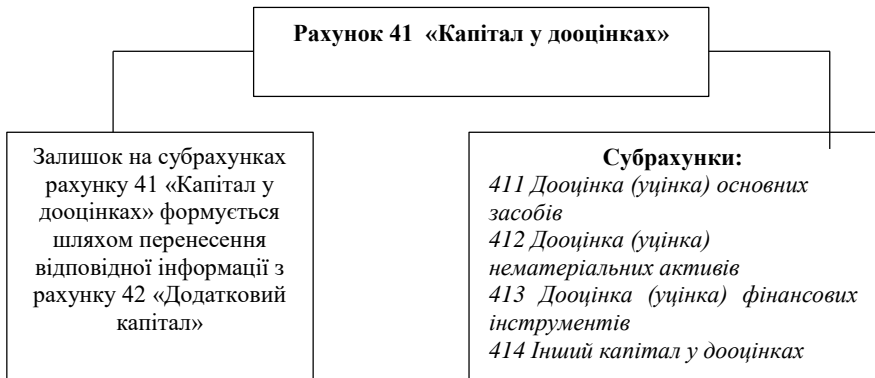 Рахунок 41 «Капітал у дооцінках»
Залишок на субрахунках
рахунку 41 «Капітал у
дооцінках» формується
шляхом перенесення
відповідної інформації з
рахунку 42 «Додатковий
капітал»
Субрахунки:
411 Дооцінка (уцінка) основних
засобів
412 Дооцінка (уцінка)
нематеріальних активів
413 Дооцінка (уцінка) фінансових
інструментів
414 Інший капітал у дооцінках